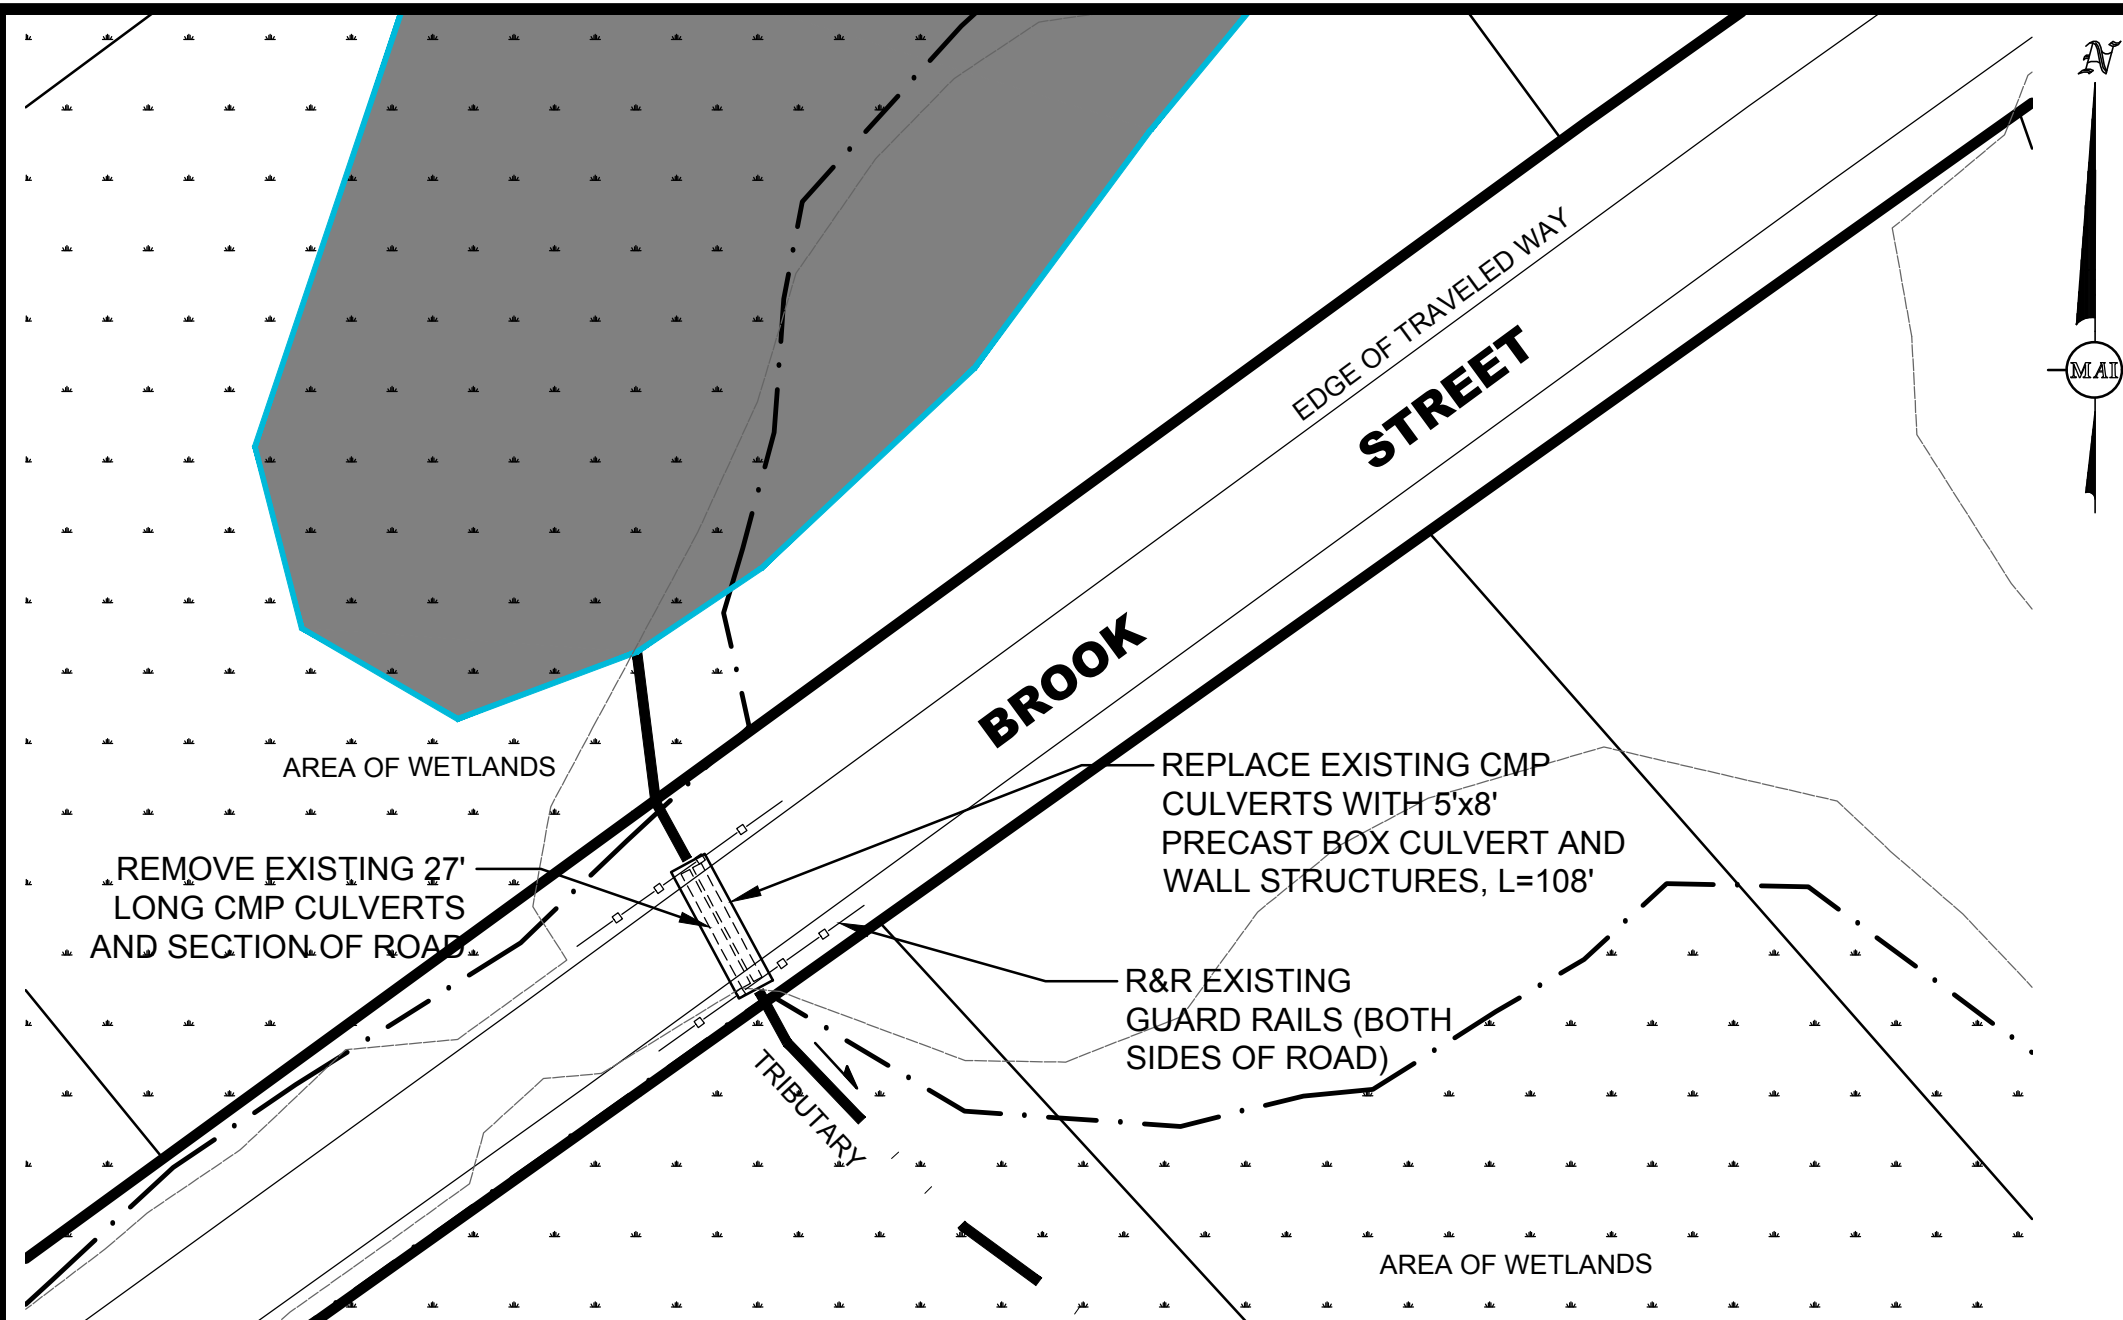 N
MAI
EDGE OF TRAVELED WAY
BROOK STREET
AREA OF WETLANDS
REPLACE EXISTING CMP
CULVERTS WITH 5'x8'
PRECAST BOX CULVERT AND
WALL STRUCTURES, L=108'
REMOVE EXISTING 27'
LONG CMP CULVERTS
AND SECTION OF ROAD
R&R EXISTING
GUARD RAILS (BOTH
SIDES OF ROAD)
TRIBUTARY
AREA OF WETLANDS